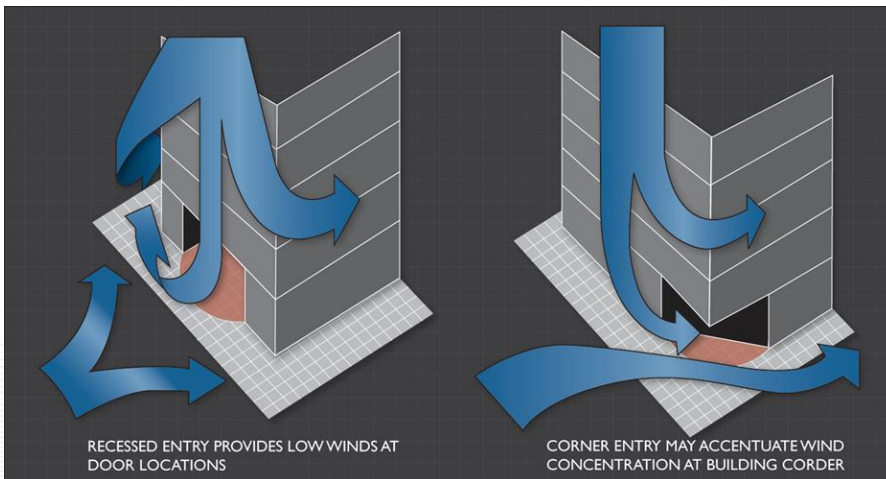 RECESSED ENTRY PROVIDES LOW WINDS AT
DOOR LOCATIONS
CORNER ENTRY MAY ACCENTUATE WIND
CONCENTRATION AT BUILDING CORDER